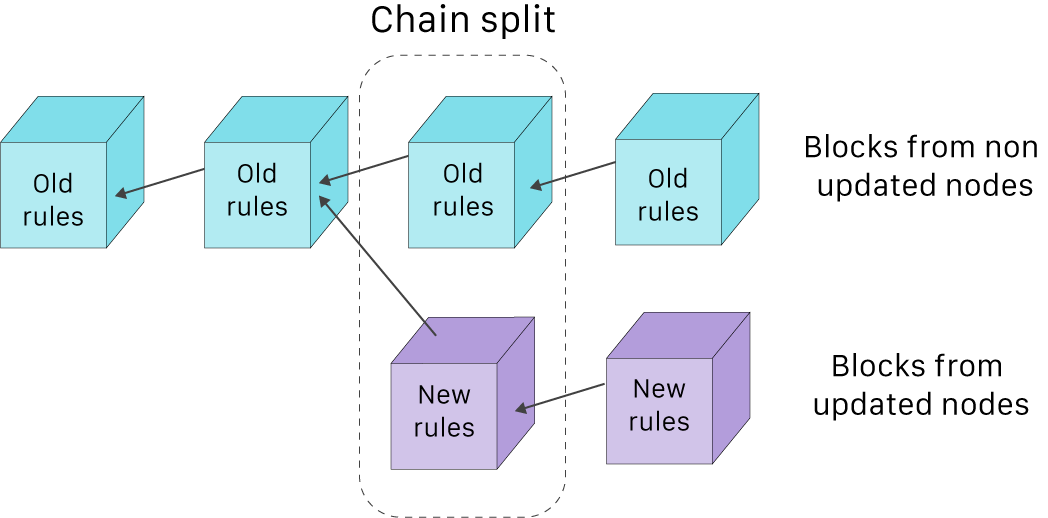 Chain split
Old
rules
Old
rules
Old
rules
Old
rules
Blocks from non
updated nodes
New
rules
New
rules
Blocks from
updated nodes